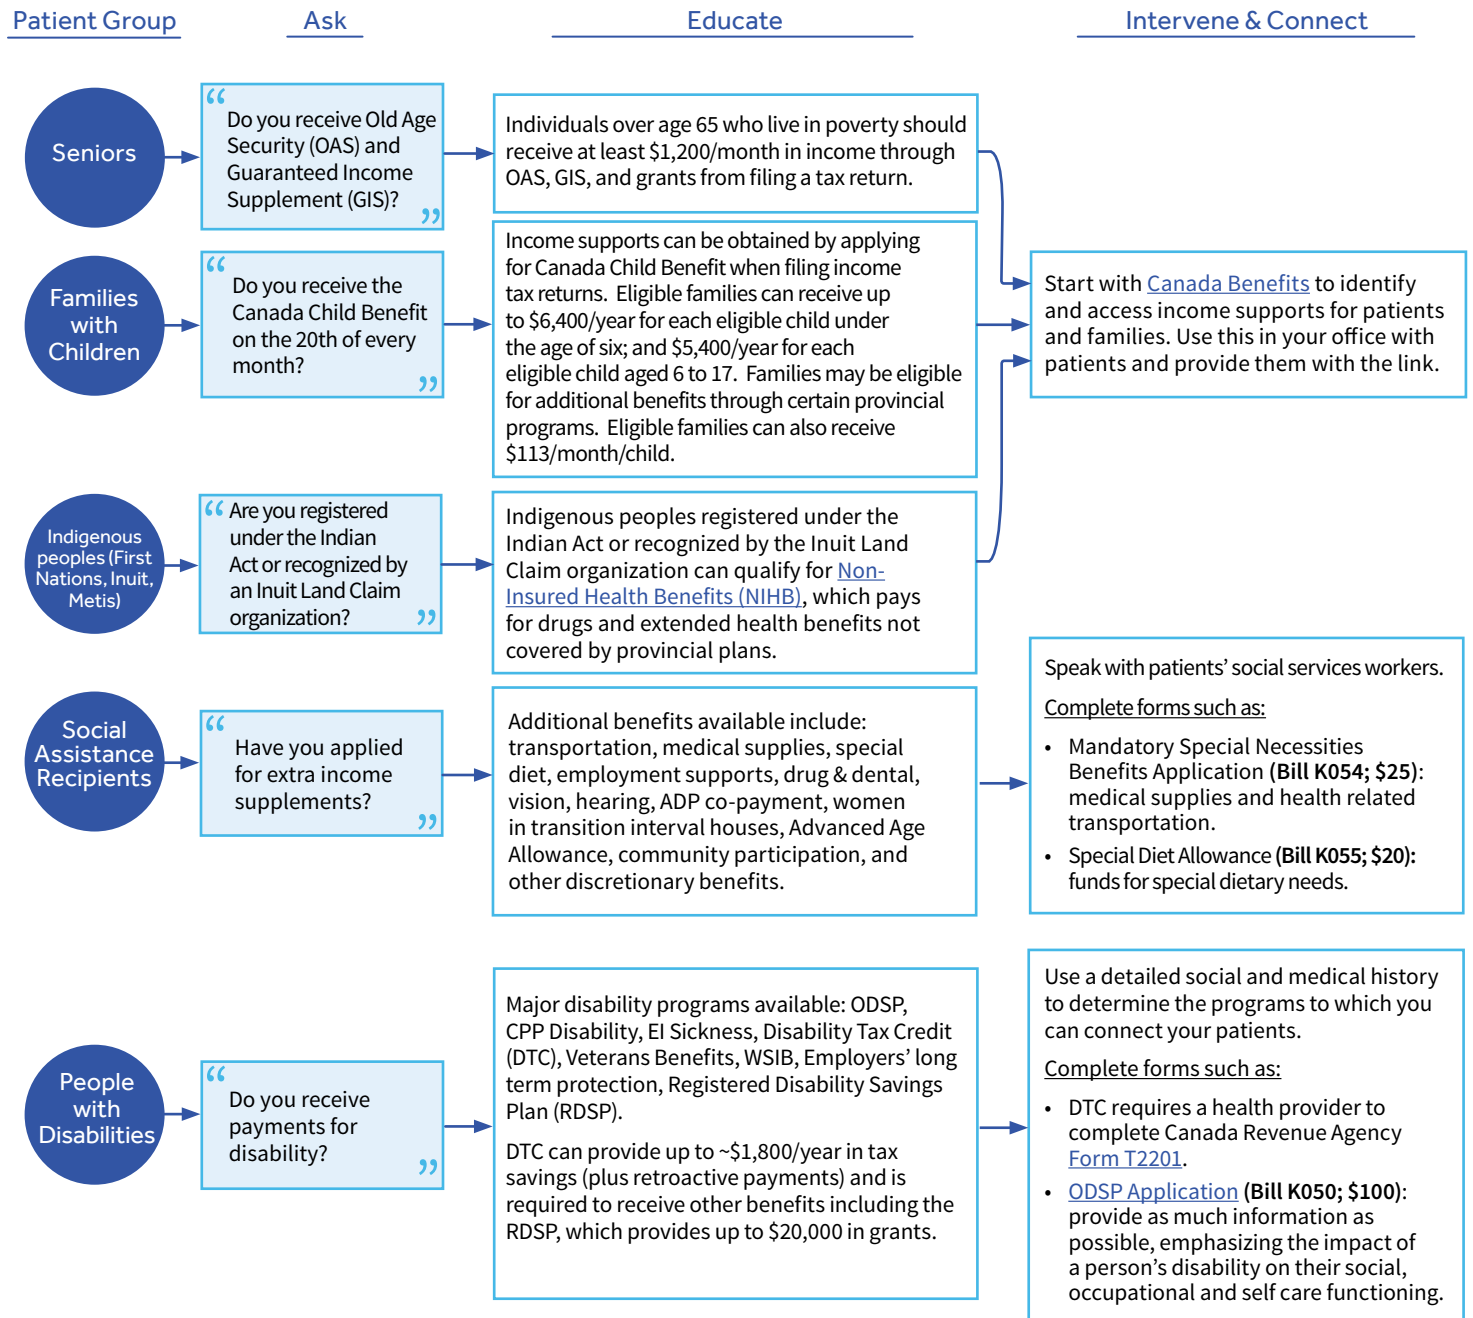 Patient Group
Ask
Educate
Intervene & Connect
Seniors
“
Do you receive Old Age
Security (OAS) and
Guaranteed Income
Supplement (GIS)?
”
Individuals over age 65 who live in poverty should
receive at least $1,200/month in income through
OAS, GIS, and grants from filing a tax return.
Families
with
Children
“
Do you receive the
Canada Child Benefit
on the 20th of every
month?
”
Income supports can be obtained by applying
for Canada Child Benefit when filing income
tax returns. Eligible families can receive up
to $6,400/year for each eligible child under
the age of six; and $5,400/year for each
eligible child aged 6 to 17. Families may be eligible
for additional benefits through certain provincial
programs. Eligible families can also receive
$113/month/child.
Start with Canada Benefits to identify
and access income supports for patients
and families. Use this in your office with
patients and provide them with the link.
Indigenous
peoples (First
Nations, Inuit,
Metis)
“ Are you registered
under the Indian
Act or recognized by
an Inuit Land Claim
organization? ”
Indigenous peoples registered under the
Indian Act or recognized by the Inuit Land
Claim organization can qualify for Non-
Insured Health Benefits (NIHB), which pays
for drugs and extended health benefits not
covered by provincial plans.
Social
Assistance
Recipients
“
Have you applied
for extra income
supplements?
”
Additional benefits available include:
transportation, medical supplies, special
diet, employment supports, drug & dental,
vision, hearing, ADP co-payment, women
in transition interval houses, Advanced Age
Allowance, community participation, and
other discretionary benefits.
Speak with patients’ social services workers.
Complete forms such as:
• Mandatory Special Necessities
Benefits Application (Bill K054; $25):
medical supplies and health related
transportation.
• Special Diet Allowance (Bill K055; $20):
funds for special dietary needs.
People
with
Disabilities
“
Do you receive
payments for
disability?
”
Major disability programs available: ODSP,
CPP Disability, EI Sickness, Disability Tax Credit
(DTC), Veterans Benefits, WSIB, Employers’ long
term protection, Registered Disability Savings
Plan (RDSP).
DTC can provide up to ~$1,800/year in tax
savings (plus retroactive payments) and is
required to receive other benefits including the
RDSP, which provides up to $20,000 in grants.
Use a detailed social and medical history
to determine the programs to which you
can connect your patients.
Complete forms such as:
• DTC requires a health provider to
complete Canada Revenue Agency
Form T2201.
• ODSP Application (Bill K050; $100):
provide as much information as
possible, emphasizing the impact of
a person’s disability on their social,
occupational and self care functioning.